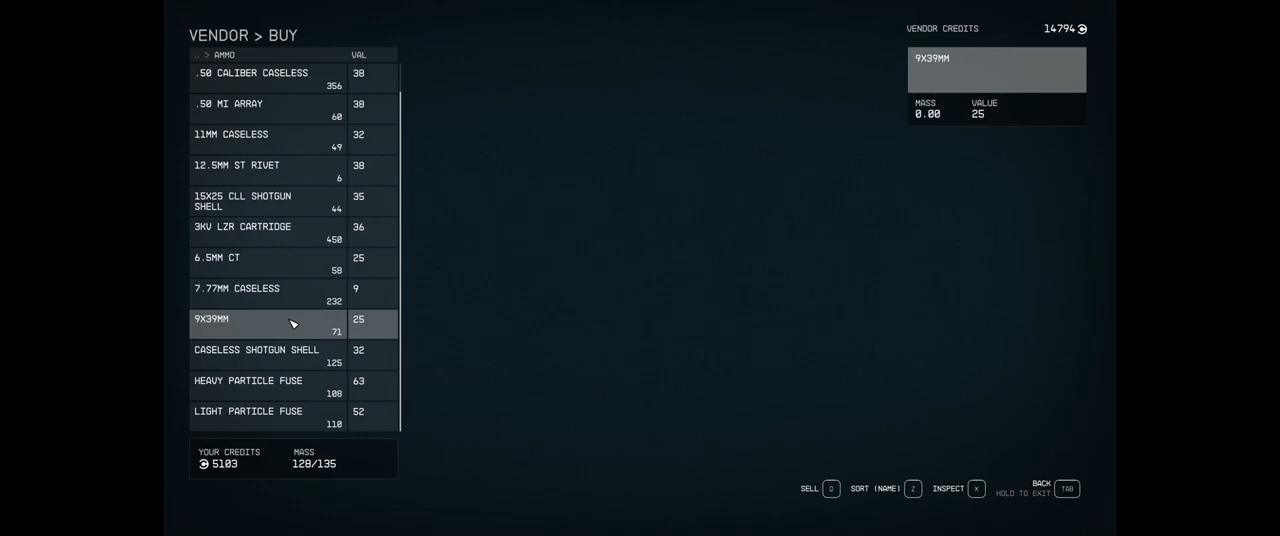 VENDOR > BUY
.. > AMMO VAL
.50 CALIBER CASELESS 38
356
.50 MI ARRAY 38
60
11MM CASELESS 32
49
12.5MM ST RIVET 38
6
15X25 CLL SHOTGUN 35
SHELL 44
3KV LZR CARTRIDGE 36
450
6.5MM CT 25
58
7.77MM CASELESS 9
232
9X39MM 25
71
CASELESS SHOTGUN SHELL 32
125
HEAVY PARTICLE FUSE 63
108
LIGHT PARTICLE FUSE 52
110
YOUR CREDITS MASS
5103 128/135
VENDOR CREDITS 14794
9X39MM
MASS VALUE
0.00 25
SELL Q SORT (NAME) Z INSPECT X BACK TAB
HOLD TO EXIT